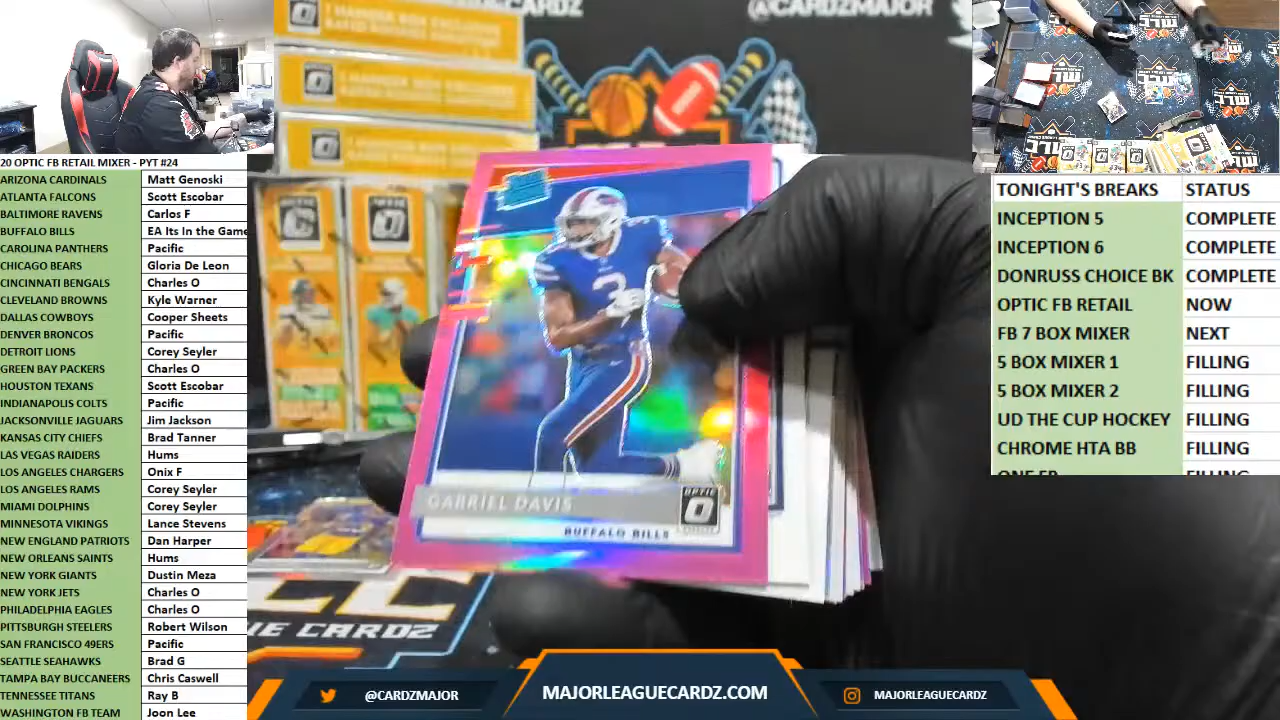 @CARDZMAJOR
20 OPTIC FB RETAIL MIXER - PYT #24
ARIZONA CARDINALS Matt Genoski
ATLANTA FALCONS Scott Escobar
BALTIMORE RAVENS Carlos F
BUFFALO BILLS EA Its In the Game
CAROLINA PANTHERS Pacific
CHICAGO BEARS Gloria De Leon
CINCINNATI BENGALS Charles O
CLEVELAND BROWNS Kyle Warner
DALLAS COWBOYS Cooper Sheets
DENVER BRONCOS Pacific
DETROIT LIONS Corey Seyler
GREEN BAY PACKERS Charles O
HOUSTON TEXANS Scott Escobar
INDIANAPOLIS COLTS Pacific
JACKSONVILLE JAGUARS Jim Jackson
KANSAS CITY CHIEFS Brad Tanner
LAS VEGAS RAIDERS Hums
LOS ANGELES CHARGERS Onix F
LOS ANGELES RAMS Corey Seyler
MIAMI DOLPHINS Corey Seyler
MINNESOTA VIKINGS Lance Stevens
NEW ENGLAND PATRIOTS Dan Harper
NEW ORLEANS SAINTS Hums
NEW YORK GIANTS Dustin Meza
NEW YORK JETS Charles O
PHILADELPHIA EAGLES Charles O
PITTSBURGH STEELERS Robert Wilson
SAN FRANCISCO 49ERS Pacific
SEATTLE SEAHAWKS Brad G
TAMPA BAY BUCCANEERS Chris Caswell
TENNESSEE TITANS Ray B
WASHINGTON FB TEAM Joon Lee
TONIGHT'S BREAKS STATUS
INCEPTION 5 COMPLETE
INCEPTION 6 COMPLETE
DONRUSS CHOICE BK COMPLETE
OPTIC FB RETAIL NOW
FB 7 BOX MIXER NEXT
5 BOX MIXER 1 FILLING
5 BOX MIXER 2 FILLING
UD THE CUP HOCKEY FILLING
CHROME HTA BB FILLING
3
GABRIEL DAVIS
OPTIC
BUFFALO BILLS
UE CARDZ
@CARDZMAJOR
MAJORLEAGUECARDZ.COM
MAJORLEAGUECARDZ